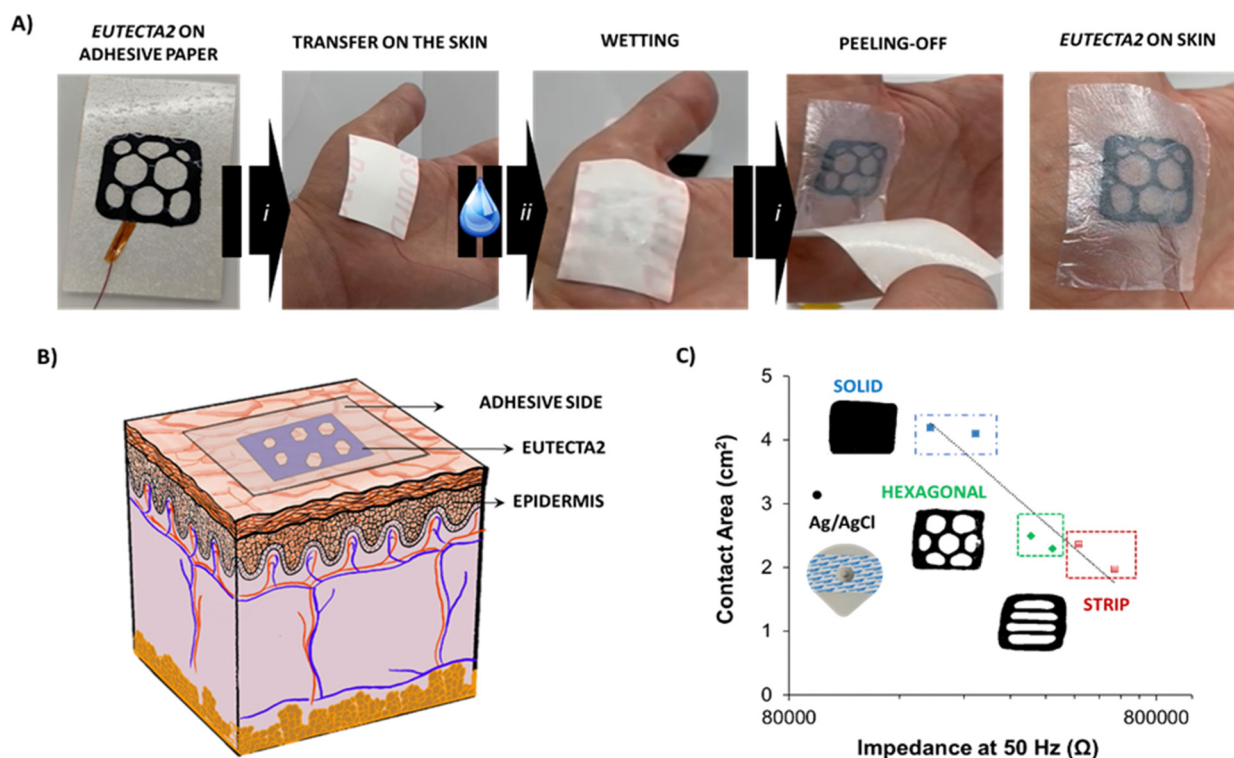 A)
EUTECTA2 ON
ADHESIVE PAPER
TRANSFER ON THE SKIN
WETTING
PEELING-OFF
EUTECTA2 ON SKIN
i
ii
i
B)
ADHESIVE SIDE
EUTECTA2
EPIDERMIS
C)
Contact Area (cm²)
5
4
3
2
1
0
SOLID
HEXAGONAL
Ag/AgCl
STRIP
80000
800000
Impedance at 50 Hz (Ω)